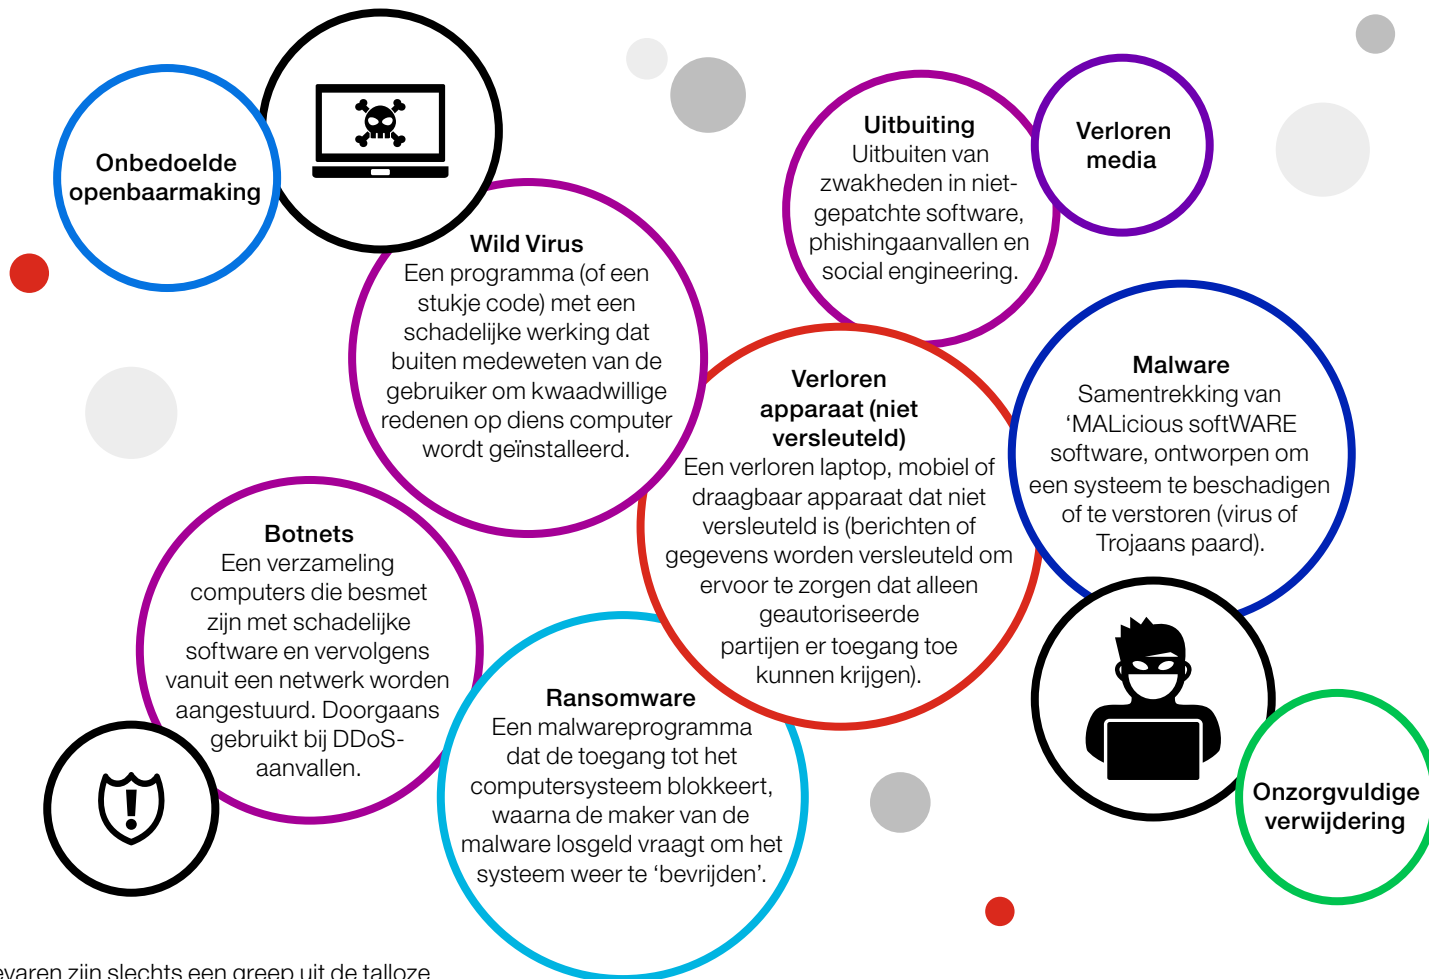 Onbedoelde
openbaarmaking
Wild Virus
Een programma (of een
stukje code) met een
schadelijke werking dat
buiten medeweten van de
gebruiker om kwaadwillige
redenen op diens computer
wordt geïnstalleerd.
Uitbuiting
Uitbuiten van
zwakheden in niet-
gepatchte software,
phishingaanvallen en
social engineering.
Verloren
media
Verloren
apparaat (niet
versleuteld)
Een verloren laptop, mobiel of
draagbaar apparaat dat niet
versleuteld is (berichten of
gegevens worden versleuteld om
ervoor te zorgen dat alleen
geautoriseerde
partijen er toegang toe
kunnen krijgen).
Malware
Samentrekking van
‘MALicious softWARE
software, ontworpen om
een systeem te beschadigen
of te verstoren (virus of
Trojaans paard).
Botnets
Een verzameling
computers die besmet
zijn met schadelijke
software en vervolgens
vanuit een netwerk worden
aangestuurd. Doorgaans
gebruikt bij DDoS-
aanvallen.
Ransomware
Een malwareprogramma
dat de toegang tot het
computersysteem blokkeert,
waarna de maker van de
malware losgeld vraagt om het
systeem weer te ‘bevrijden’.
Onzorgvuldige
verwijdering
zijn slechts een greep uit de talloze